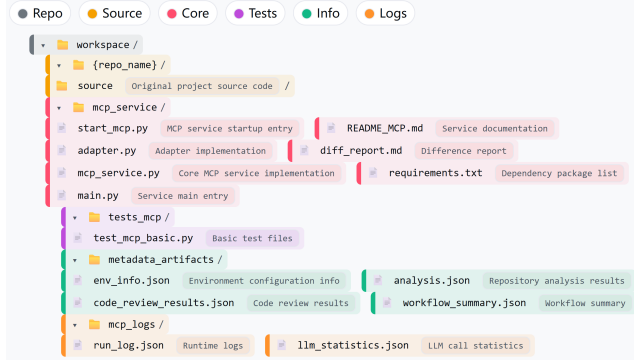 Repo Source Core Tests Info Logs
workspace /
{repo_name} /
source Original project source code /
mcp_service /
start_mcp.py MCP service startup entry README_MCP.md Service documentation
adapter.py Adapter implementation diff_report.md Difference report
mcp_service.py Core MCP service implementation requirements.txt Dependency package list
main.py Service main entry
tests_mcp /
test_mcp_basic.py Basic test files
metadata_artifacts /
env_info.json Environment configuration info analysis.json Repository analysis results
code_review_results.json Code review results workflow_summary.json Workflow summary
mcp_logs /
run_log.json Runtime logs llm_statistics.json LLM call statistics